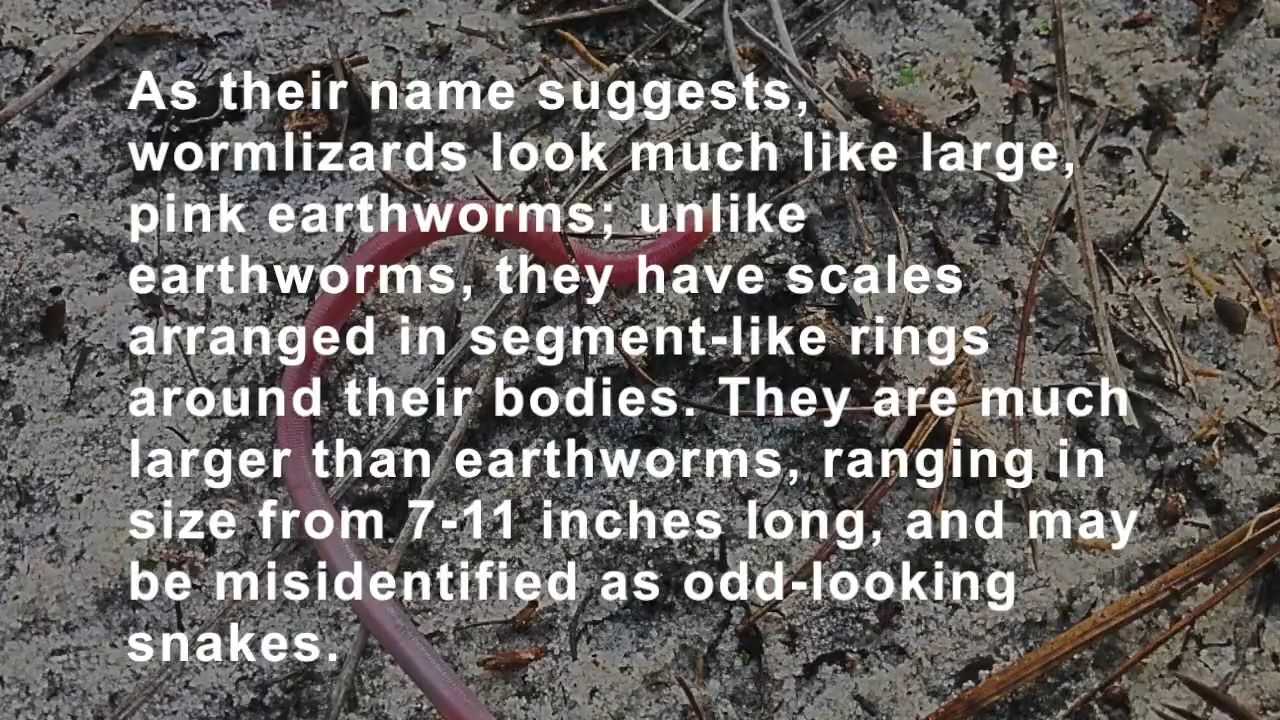 As their name suggests,
wormlizards look much like large,
pink earthworms; unlike
earthworms, they have scales
arranged in segment-like rings
around their bodies. They are much
larger than earthworms, ranging in
size from 7-11 inches long, and may
be misidentified as odd-looking
snakes.